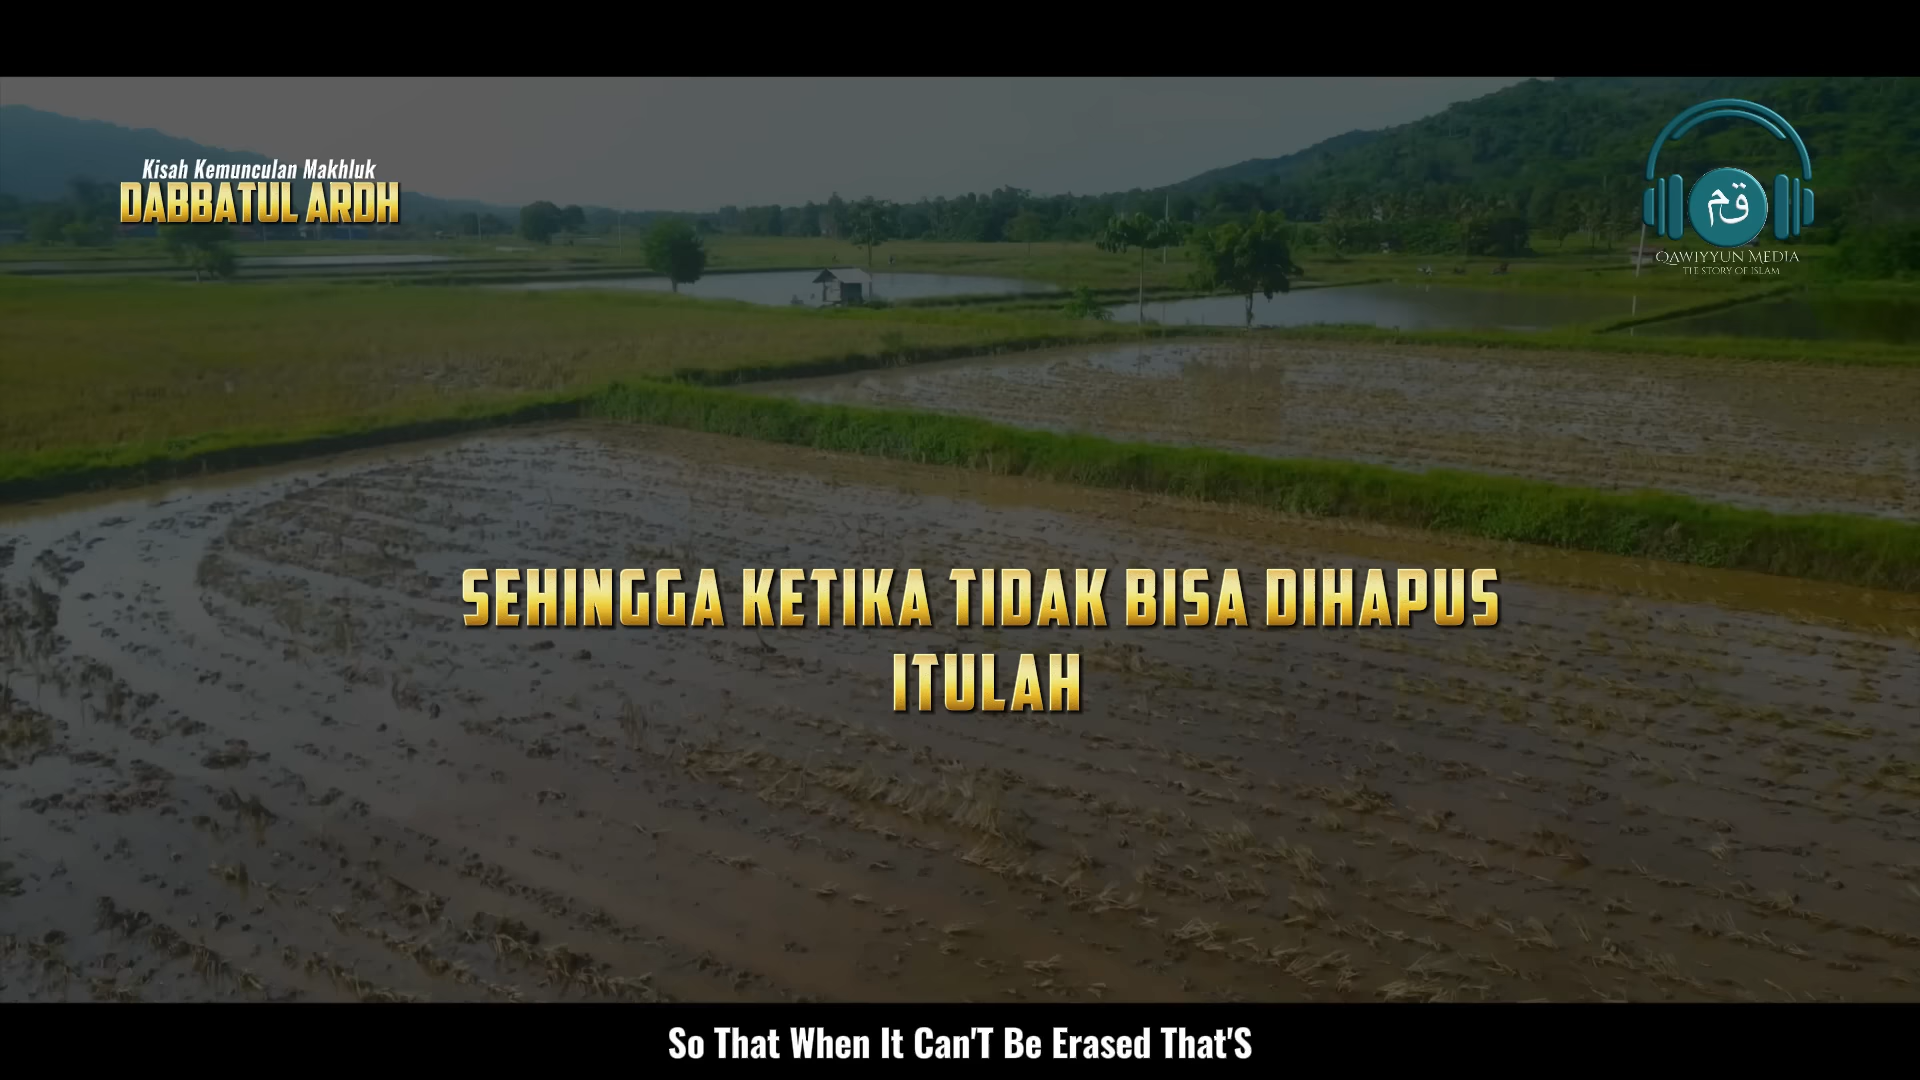 Kisah Kemunculan Makhluk
DABBATUL ARDH
قم
QAWIYYUN MEDIA
THE STORY OF ISLAM
SEHINGGA KETIKA TIDAK BISA DIHAPUS
ITULAH
So That When It Can'T Be Erased That'S